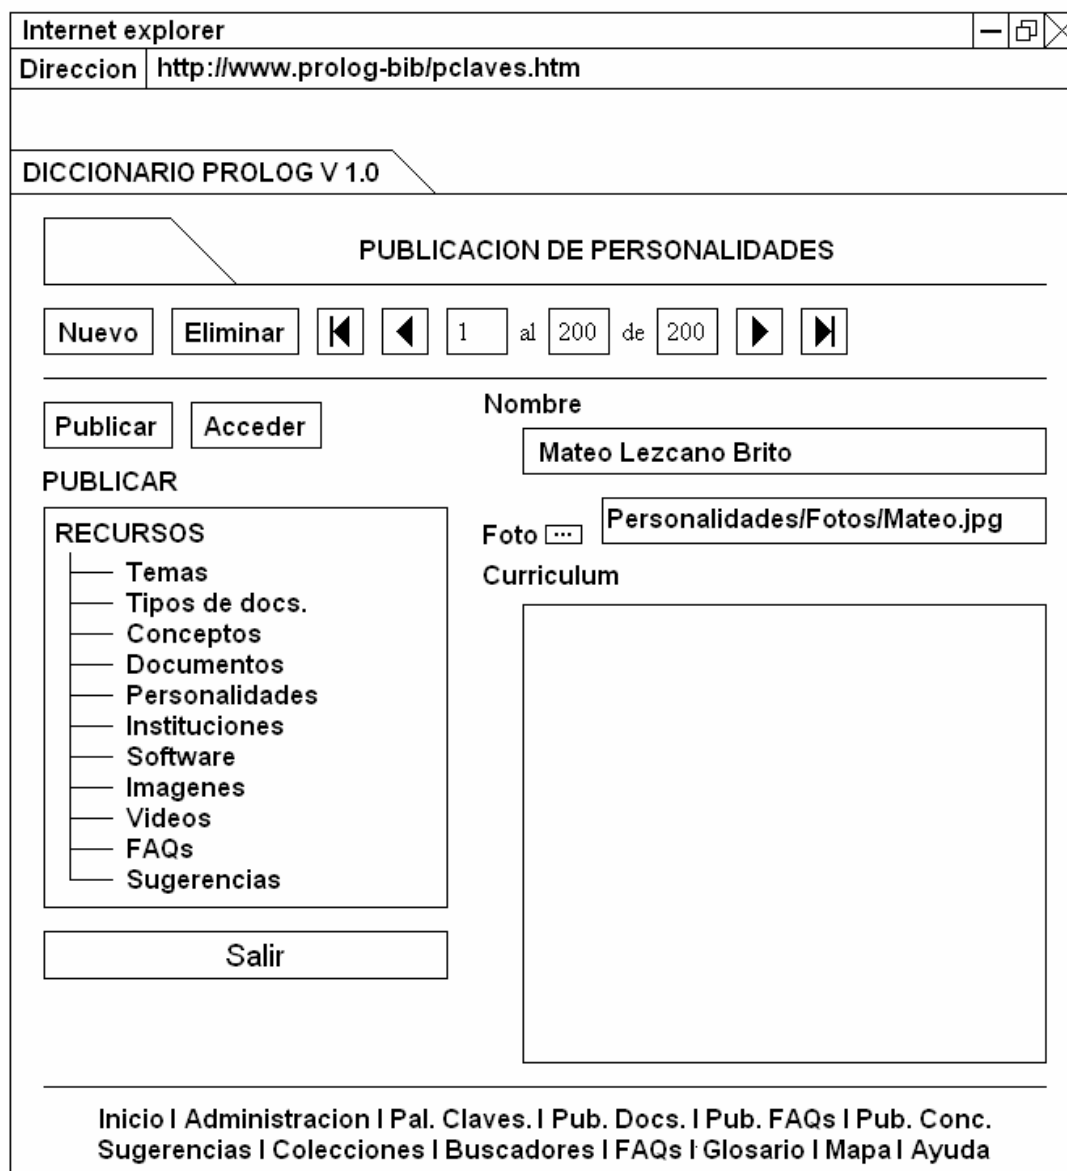 Internet explorer
Direccion http://www.prolog-bib/pclaves.htm
DICCIONARIO PROLOG V 1.0
PUBLICACION DE PERSONALIDADES
Nuevo Eliminar 1 al 200 de 200
Publicar Acceder
PUBLICAR
RECURSOS
Temas
Tipos de docs.
Conceptos
Documentos
Personalidades
Instituciones
Software
Imagenes
Videos
FAQs
Sugerencias
Salir
Nombre
Mateo Lezcano Brito
Foto ... Personalidades/Fotos/Mateo.jpg
Curriculum
Inicio I Administracion I Pal. Claves. I Pub. Docs. I Pub. FAQs I Pub. Conc.
Sugerencias I Colecciones I Buscadores I FAQs I Glosario I Mapa I Ayuda